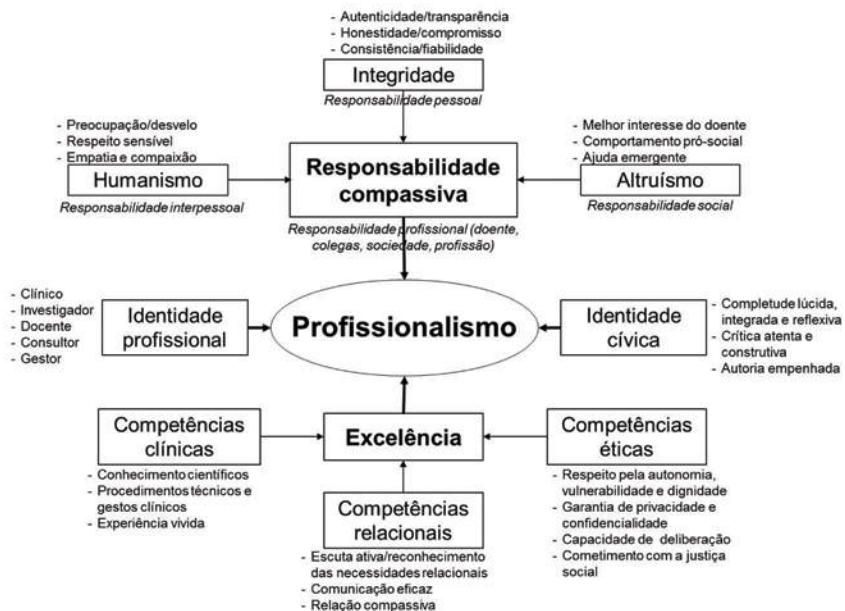 - Autenticidade/transparência
- Honestidade/compromisso
- Consistência/fiabilidade
Integridade
Responsabilidade pessoal
- Preocupação/desvelo
- Respeito sensível
- Empatia e compaixão
Humanismo
Responsabilidade interpessoal
Responsabilidade
compassiva
Responsabilidade profissional (doente,
colegas, sociedade, profissão)
- Melhor interesse do doente
- Comportamento pró-social
- Ajuda emergente
Altruísmo
Responsabilidade social
- Clínico
- Investigador
- Docente
- Consultor
- Gestor
Identidade
profissional
Profissionalismo
Identidade
cívica
- Completude lúcida,
integrada e reflexiva
- Crítica atenta e
construtiva
- Autoria empenhada
Competências
clínicas
- Conhecimento científicos
- Procedimentos técnicos e
gestos clínicos
- Experiência vivida
Excelência
Competências
relacionais
- Escuta ativa/reconhecimento
das necessidades relacionais
- Comunicação eficaz
- Relação compassiva
Competências
éticas
- Respeito pela autonomia,
vulnerabilidade e dignidade
- Garantia de privacidade e
confidencialidade
- Capacidade de deliberação
- Cometimento com a justiça
social